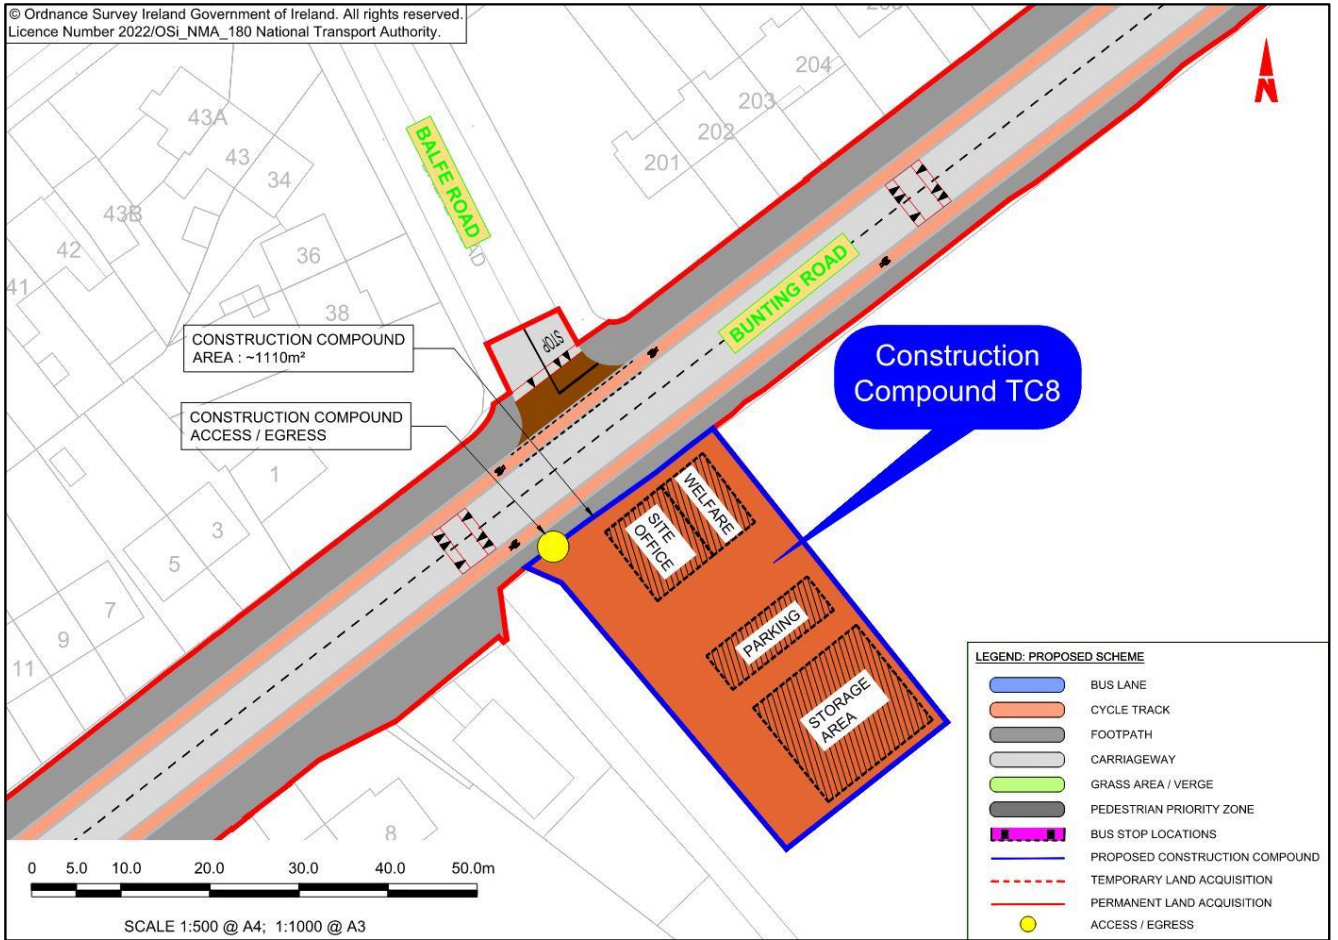 © Ordnance Survey Ireland Government of Ireland. All rights reserved.
Licence Number 2022/OSi_NMA_180 National Transport Authority.
N
204
203
202
201
43A
43
34
43B
42
41
36
38
BALFE ROAD
BUNTING ROAD
STOP
CONSTRUCTION COMPOUND
AREA : ~1110m²
CONSTRUCTION COMPOUND
ACCESS / EGRESS
Construction
Compound TC8
1
3
5
7
9
11
8
WELFARE
SITE
OFFICE
PARKING
STORAGE
AREA
LEGEND: PROPOSED SCHEME
BUS LANE
CYCLE TRACK
FOOTPATH
CARRIAGEWAY
GRASS AREA / VERGE
PEDESTRIAN PRIORITY ZONE
BUS STOP LOCATIONS
PROPOSED CONSTRUCTION COMPOUND
TEMPORARY LAND ACQUISITION
PERMANENT LAND ACQUISITION
ACCESS / EGRESS
0 5.0 10.0 20.0 30.0 40.0 50.0m
SCALE 1:500 @ A4; 1:1000 @ A3